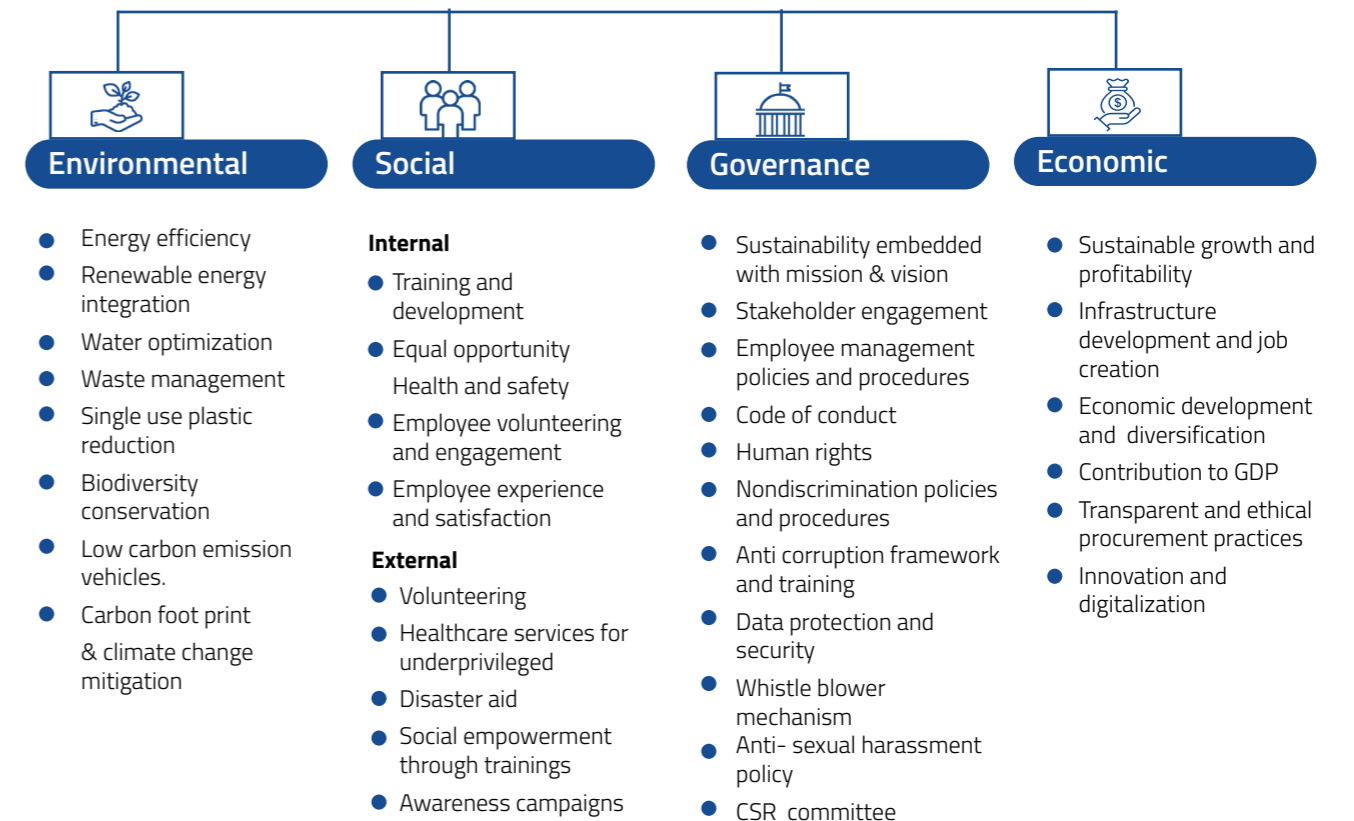 Environmental
Energy efficiency
Renewable energy
integration
Water optimization
Waste management
Single use plastic
reduction
Biodiversity
conservation
Low carbon emission
vehicles.
Carbon foot print
& climate change
mitigation
Social
Internal
Training and
development
Equal opportunity
Health and safety
Employee volunteering
and engagement
Employee experience
and satisfaction
External
Volunteering
Healthcare services for
underprivileged
Disaster aid
Social empowerment
through trainings
Awareness campaigns
Governance
Sustainability embedded
with mission & vision
Stakeholder engagement
Employee management
policies and procedures
Code of conduct
Human rights
Nondiscrimination policies
and procedures
Anti corruption framework
and training
Data protection and
security
Whistle blower
mechanism
Anti- sexual harassment
policy
CSR committee
$
Economic
Sustainable growth and
profitability
Infrastructure
development and job
creation
Economic development
and diversification
Contribution to GDP
Transparent and ethical
procurement practices
Innovation and
digitalization